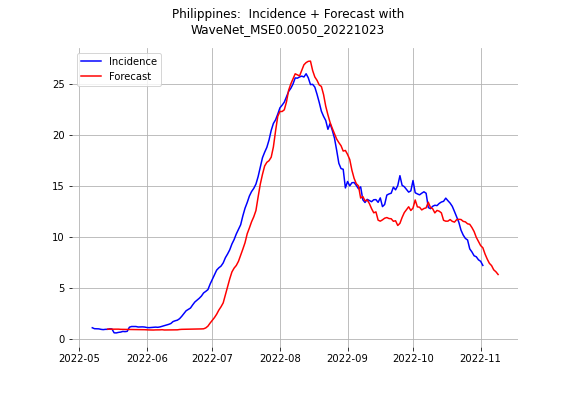 Philippines:  Incidence + Forecast with
WaveNet_MSE0.0050_20221023
Incidence
Forecast
25
20
15
10
5
0
2022-05 2022-06 2022-07 2022-08 2022-09 2022-10 2022-11